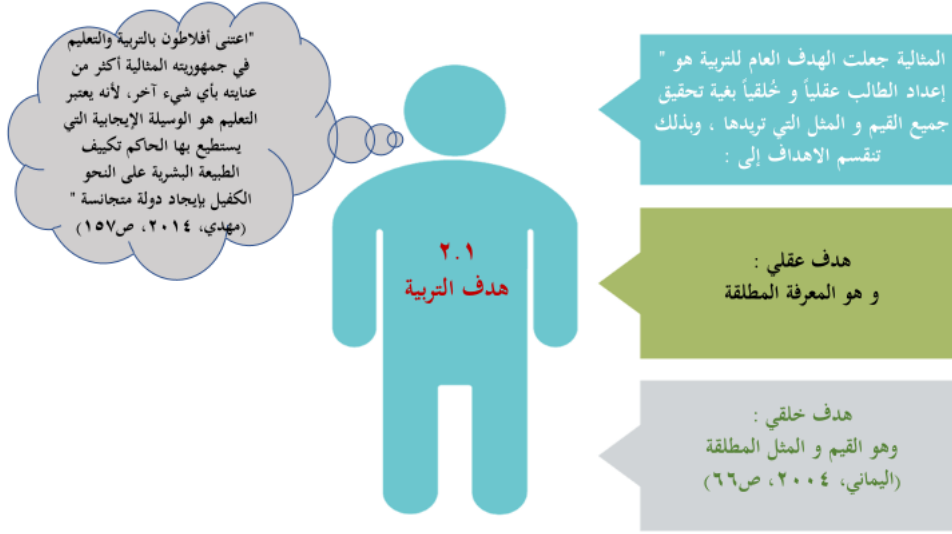 "اعتنى أفلاطون بالتربية والتعليم
في جمهوريته المثالية أكثر من
عنايته بأي شيء آخر، لأنه يعتبر
التعليم هو الوسيلة الإيجابية التي
يستطيع بها الحاكم تكييف
الطبيعة البشرية على النحو
الكفيل بإيجاد دولة متجانسة "
(مهدي، ٢٠١٤، ص١٥٧)
٢.١
هدف التربية
المثالية جعلت الهدف العام للتربية هو "
إعداد الطالب عقلياً و خُلقياً بغية تحقيق
جميع القيم و المثل التي تريدها ، وبذلك
تنقسم الاهداف إلى :
هدف عقلي :
و هو المعرفة المطلقة
هدف خلقي :
وهو القيم و المثل المطلقة
(اليماني، ٢٠٠٤، ص٦٦)